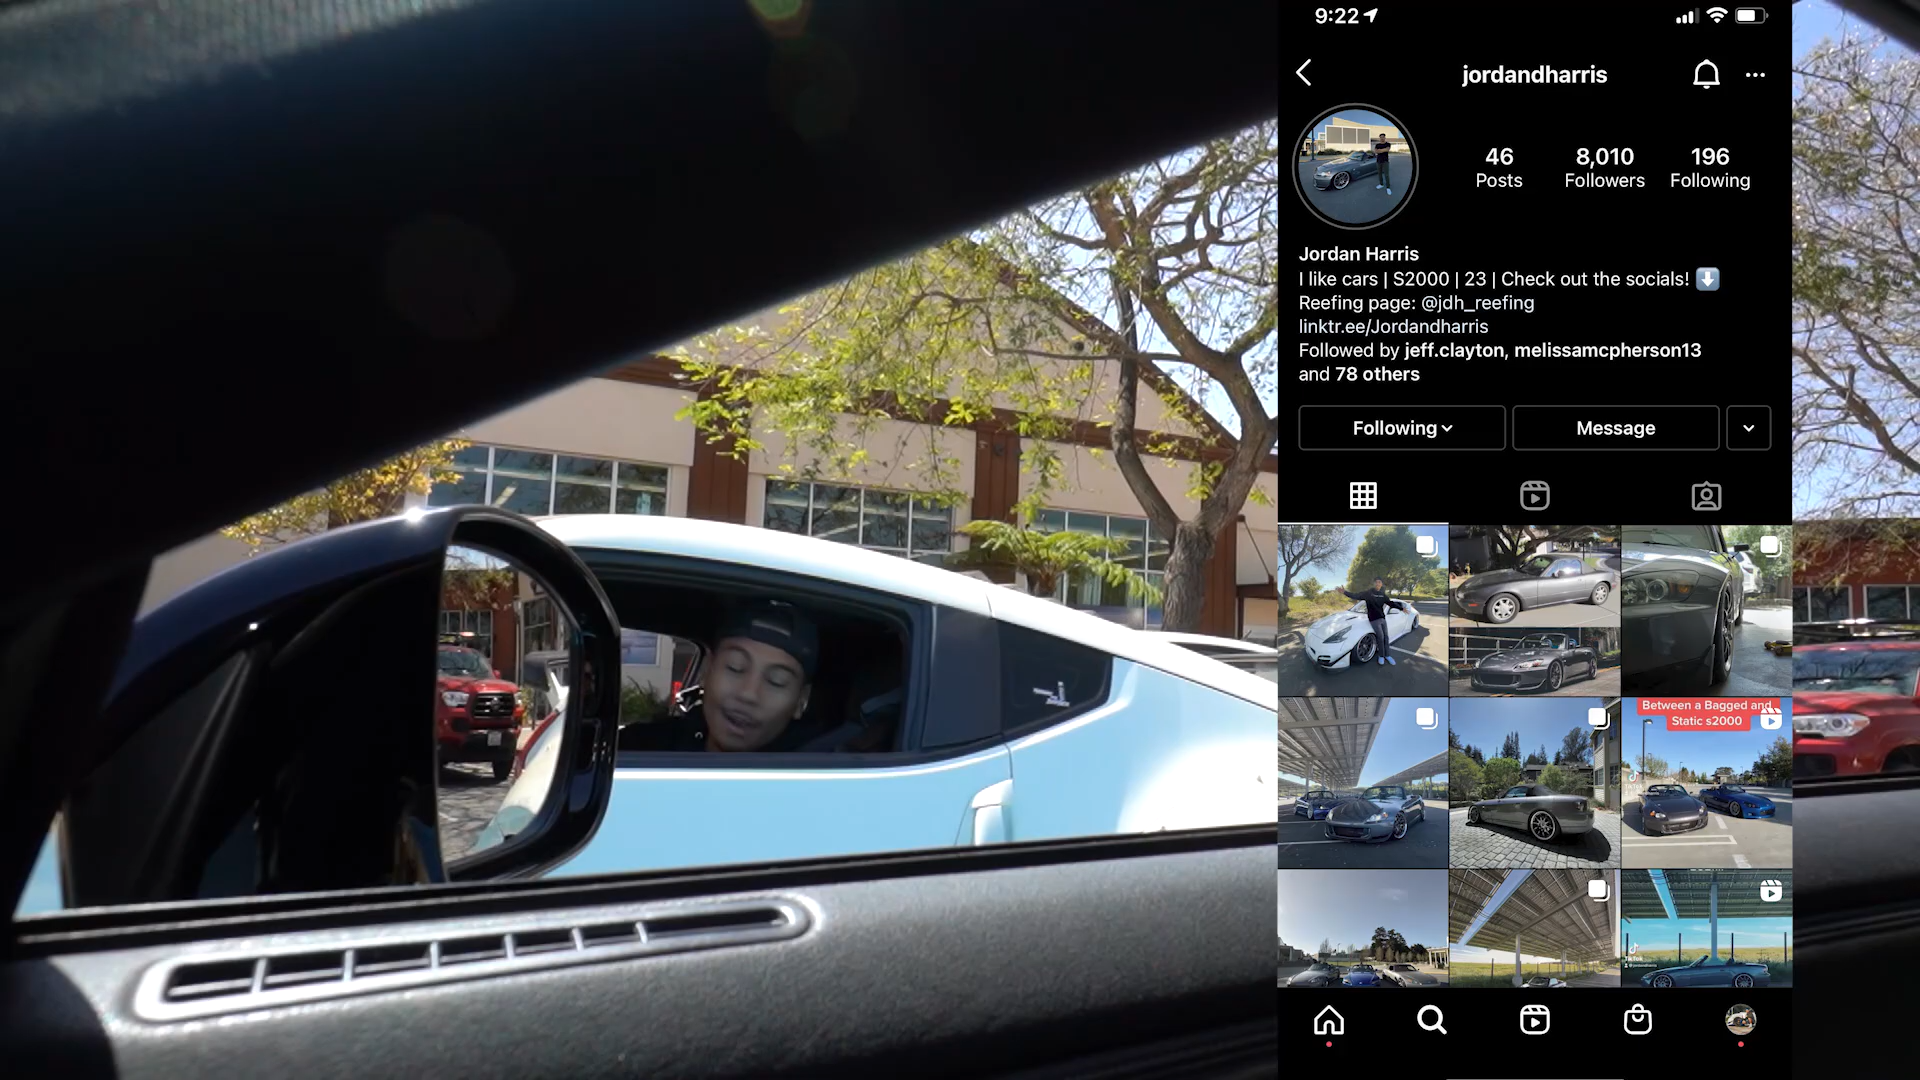 9:22
jordandharris
46
8,010
196
Posts
Followers
Following
Jordan Harris
I like cars | S2000 | 23 | Check out the socials!
Reefing page: @jdh_reefing
linktr.ee/Jordandharris
Followed by jeff.clayton, melissamcpherson13
and 78 others
Following
Message
Between a Bagged and
Static s2000
TikTok